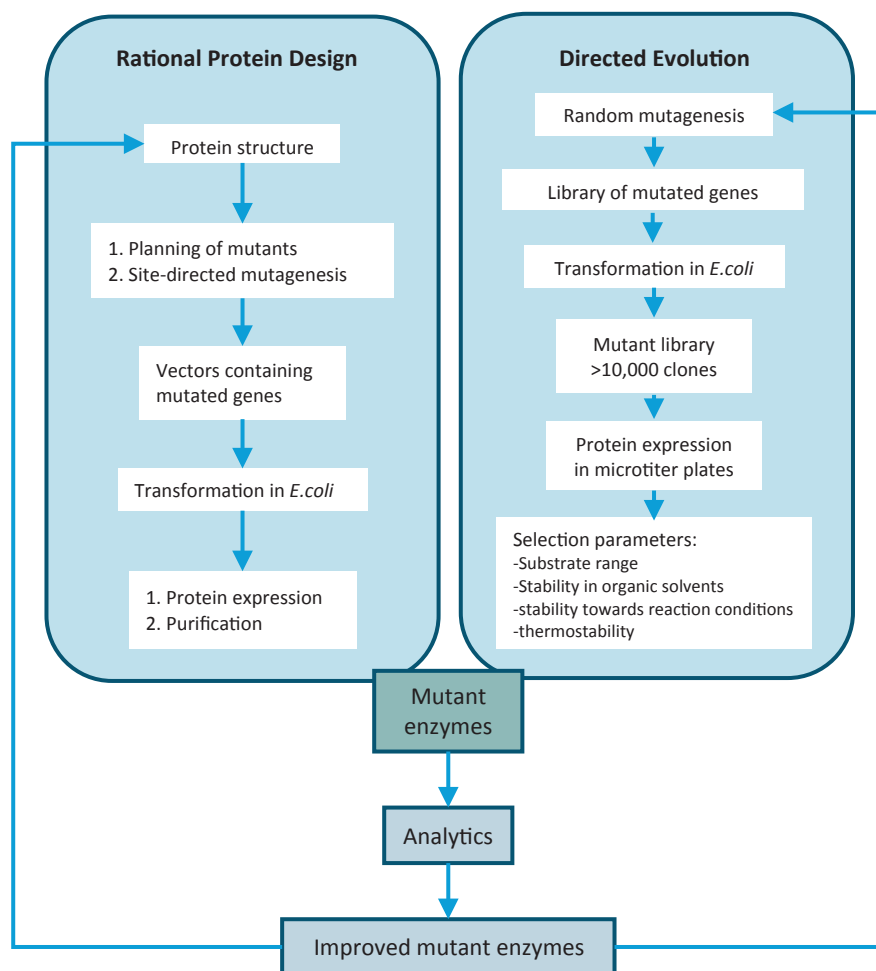 Rational Protein Design
Protein structure
1. Planning of mutants
2. Site-directed mutagenesis
Vectors containing
mutated genes
Transformation in E.coli
1. Protein expression
2. Purification
Directed Evolution
Random mutagenesis
Library of mutated genes
Transformation in E.coli
Mutant library
>10,000 clones
Protein expression
in microtiter plates
Selection parameters:
-Substrate range
-Stability in organic solvents
-stability towards reaction conditions
-thermostability
Mutant
enzymes
Analytics
Improved mutant enzymes